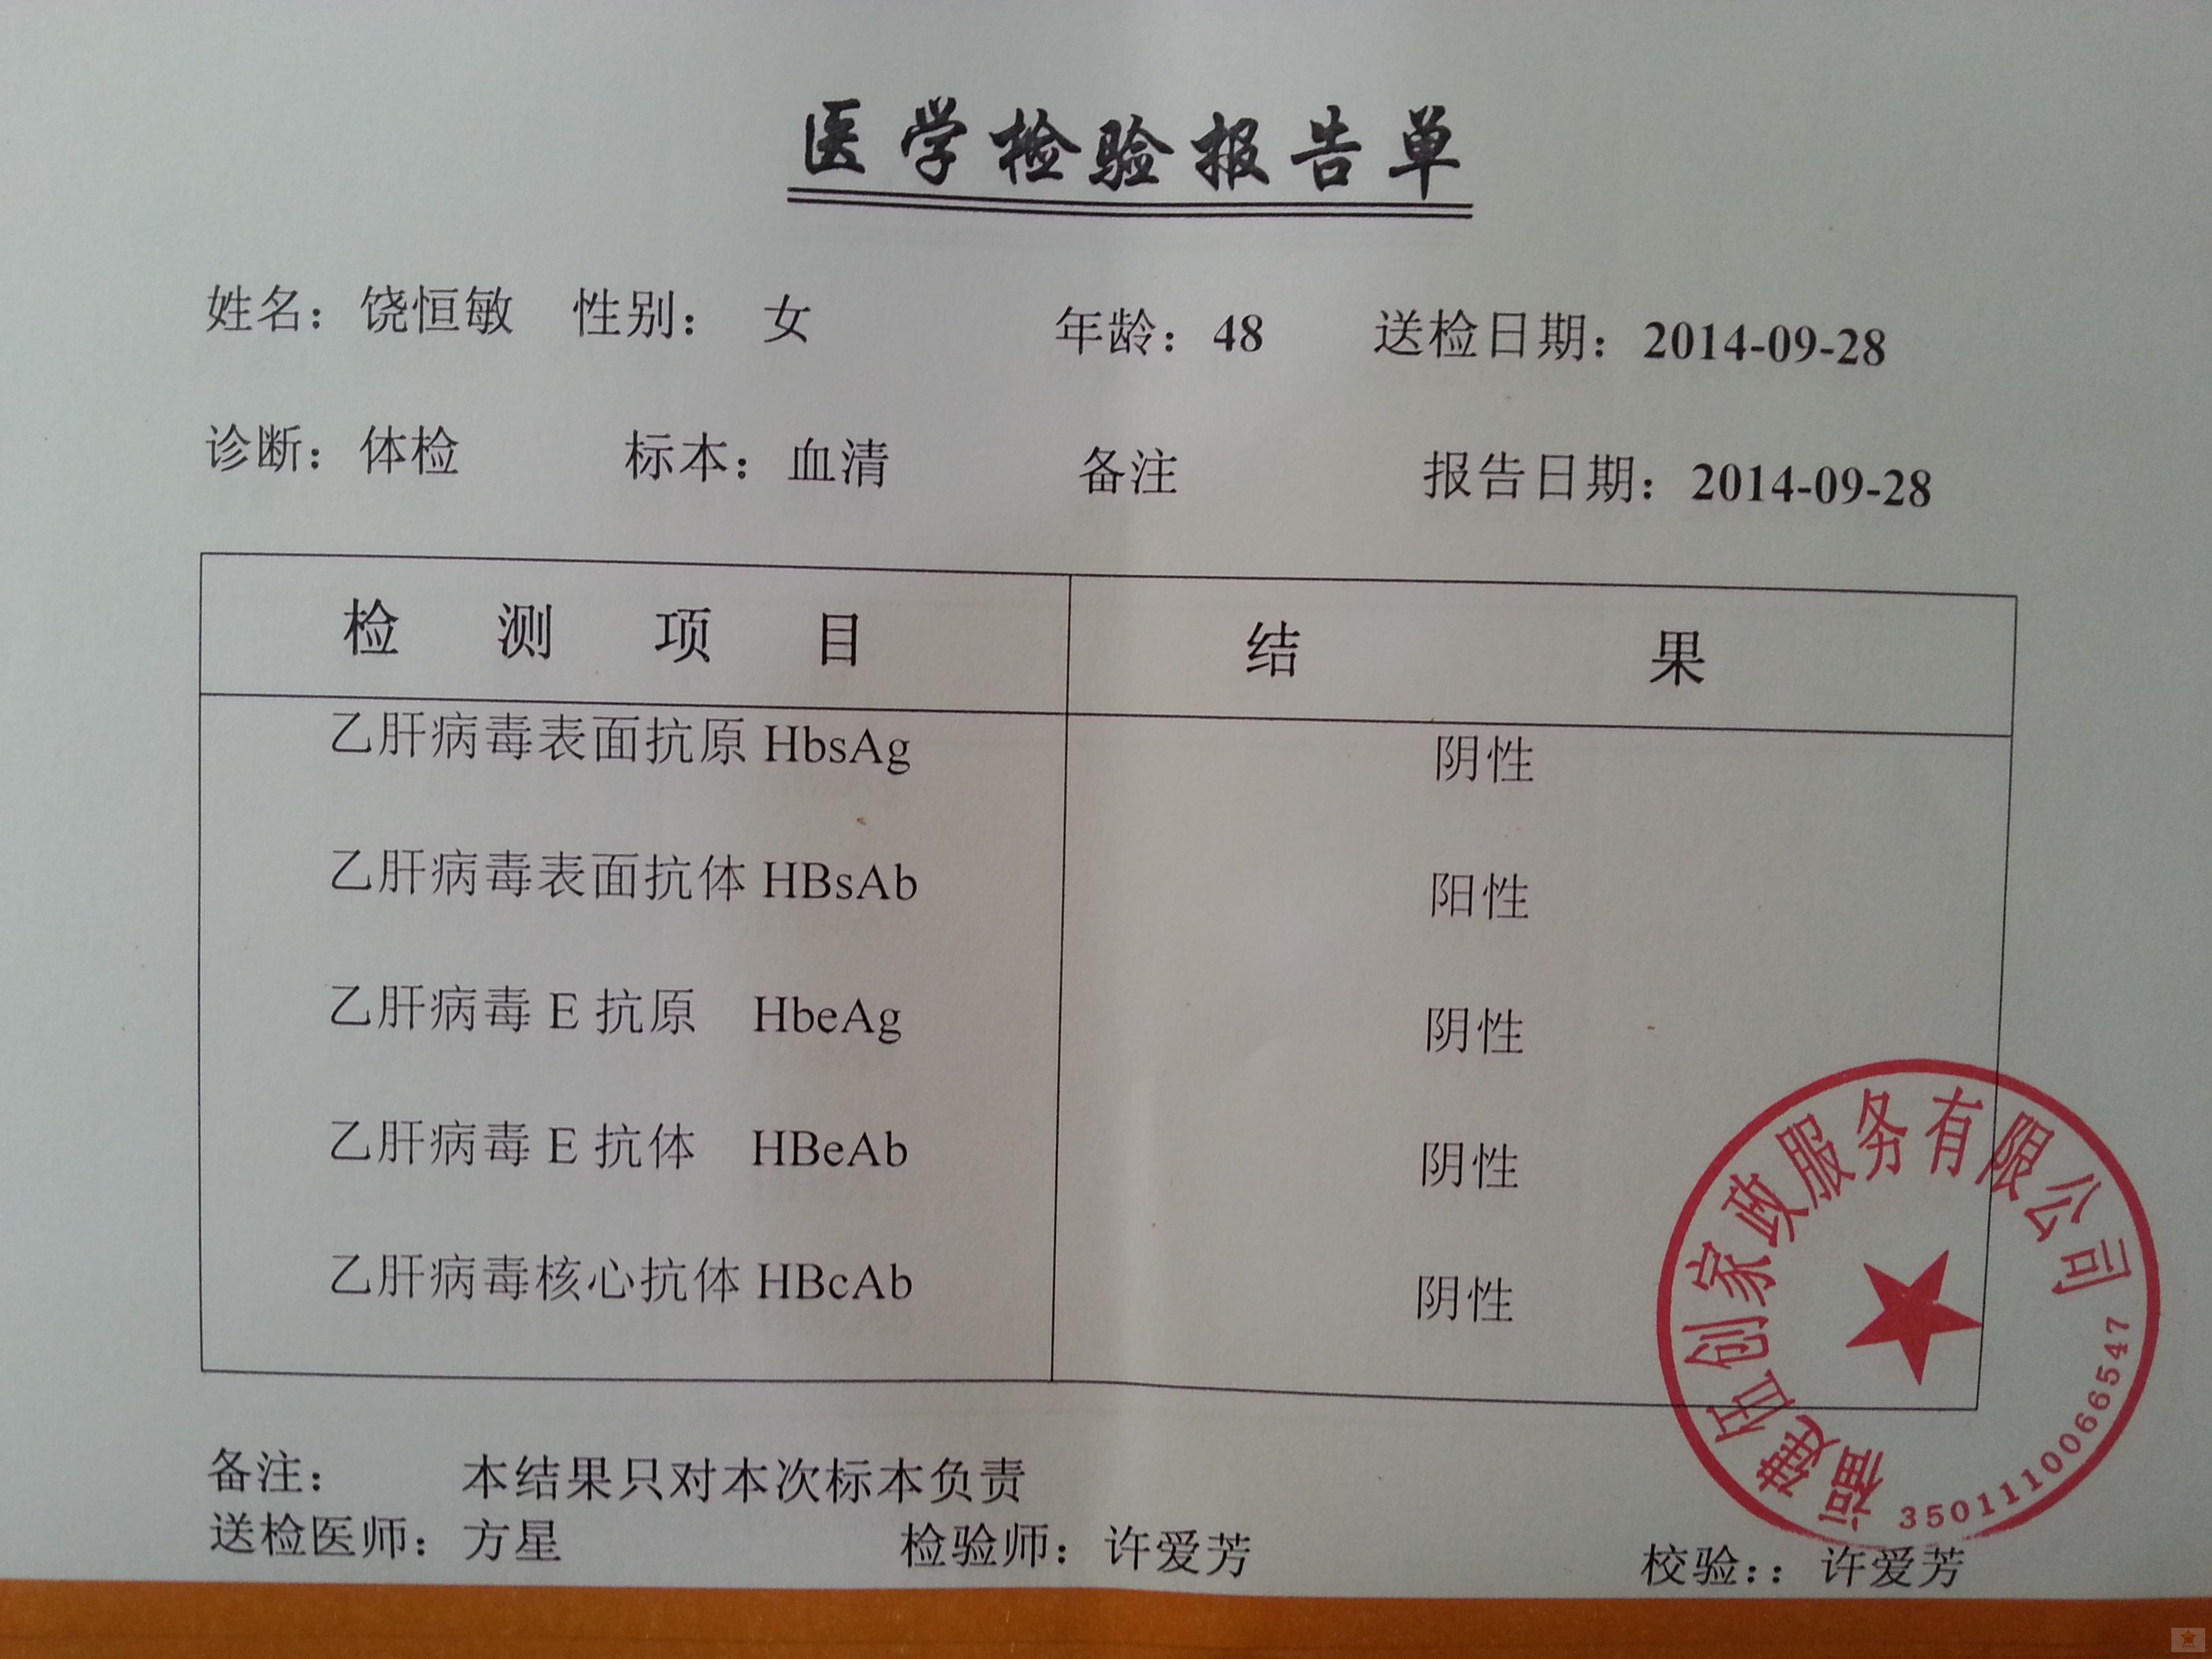 医学检验报告单
姓名：饶恒敏 性别： 女 年龄：48 送检日期：2014-09-28
诊断：体检 标本：血清 备注 报告日期：2014-09-28
检 测 项 目 结 果
乙肝病毒表面抗原 HbsAg 阴性
乙肝病毒表面抗体 HBsAb 阳性
乙肝病毒 E 抗原 HbeAg 阴性
乙肝病毒 E 抗体 HBeAb 阴性
乙肝病毒核心抗体 HBcAb 阴性
福建佰创家政服务有限公司
3501110066547
备注： 本结果只对本次标本负责
送检医师：方星 检验师：许爱芳 校验：：许爱芳